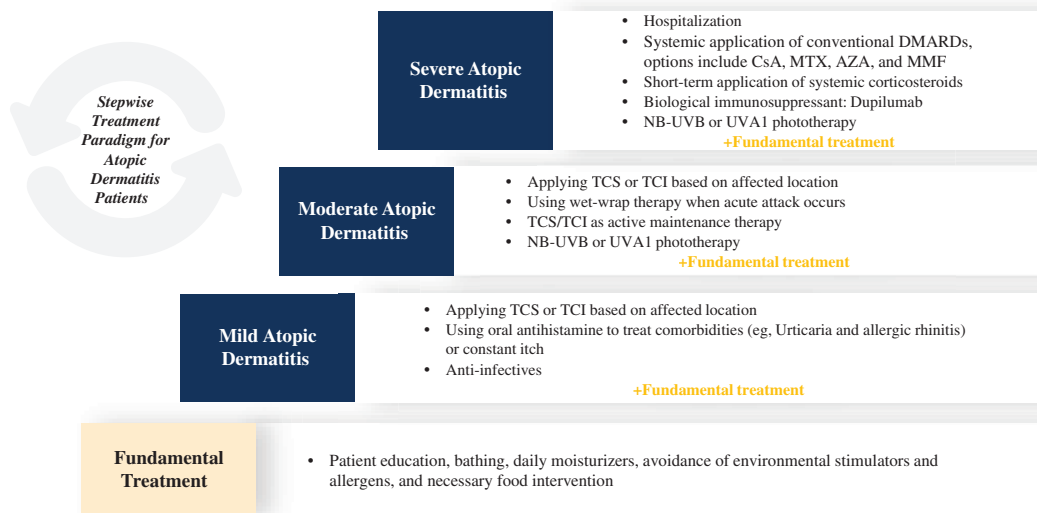 Stepwise
Treatment
Paradigm for
Atopic
Dermatitis
Patients
Severe Atopic
Dermatitis
• Hospitalization
• Systemic application of conventional DMARDs,
options include CsA, MTX, AZA, and MMF
• Short-term application of systemic corticosteroids
• Biological immunosuppressant: Dupilumab
• NB-UVB or UVA1 phototherapy
+Fundamental treatment
Moderate Atopic
Dermatitis
• Applying TCS or TCI based on affected location
• Using wet-wrap therapy when acute attack occurs
• TCS/TCI as active maintenance therapy
• NB-UVB or UVA1 phototherapy
+Fundamental treatment
Mild Atopic
Dermatitis
• Applying TCS or TCI based on affected location
• Using oral antihistamine to treat comorbidities (eg, Urticaria and allergic rhinitis)
or constant itch
• Anti-infectives
+Fundamental treatment
Fundamental
Treatment
• Patient education, bathing, daily moisturizers, avoidance of environmental stimulators and
allergens, and necessary food intervention